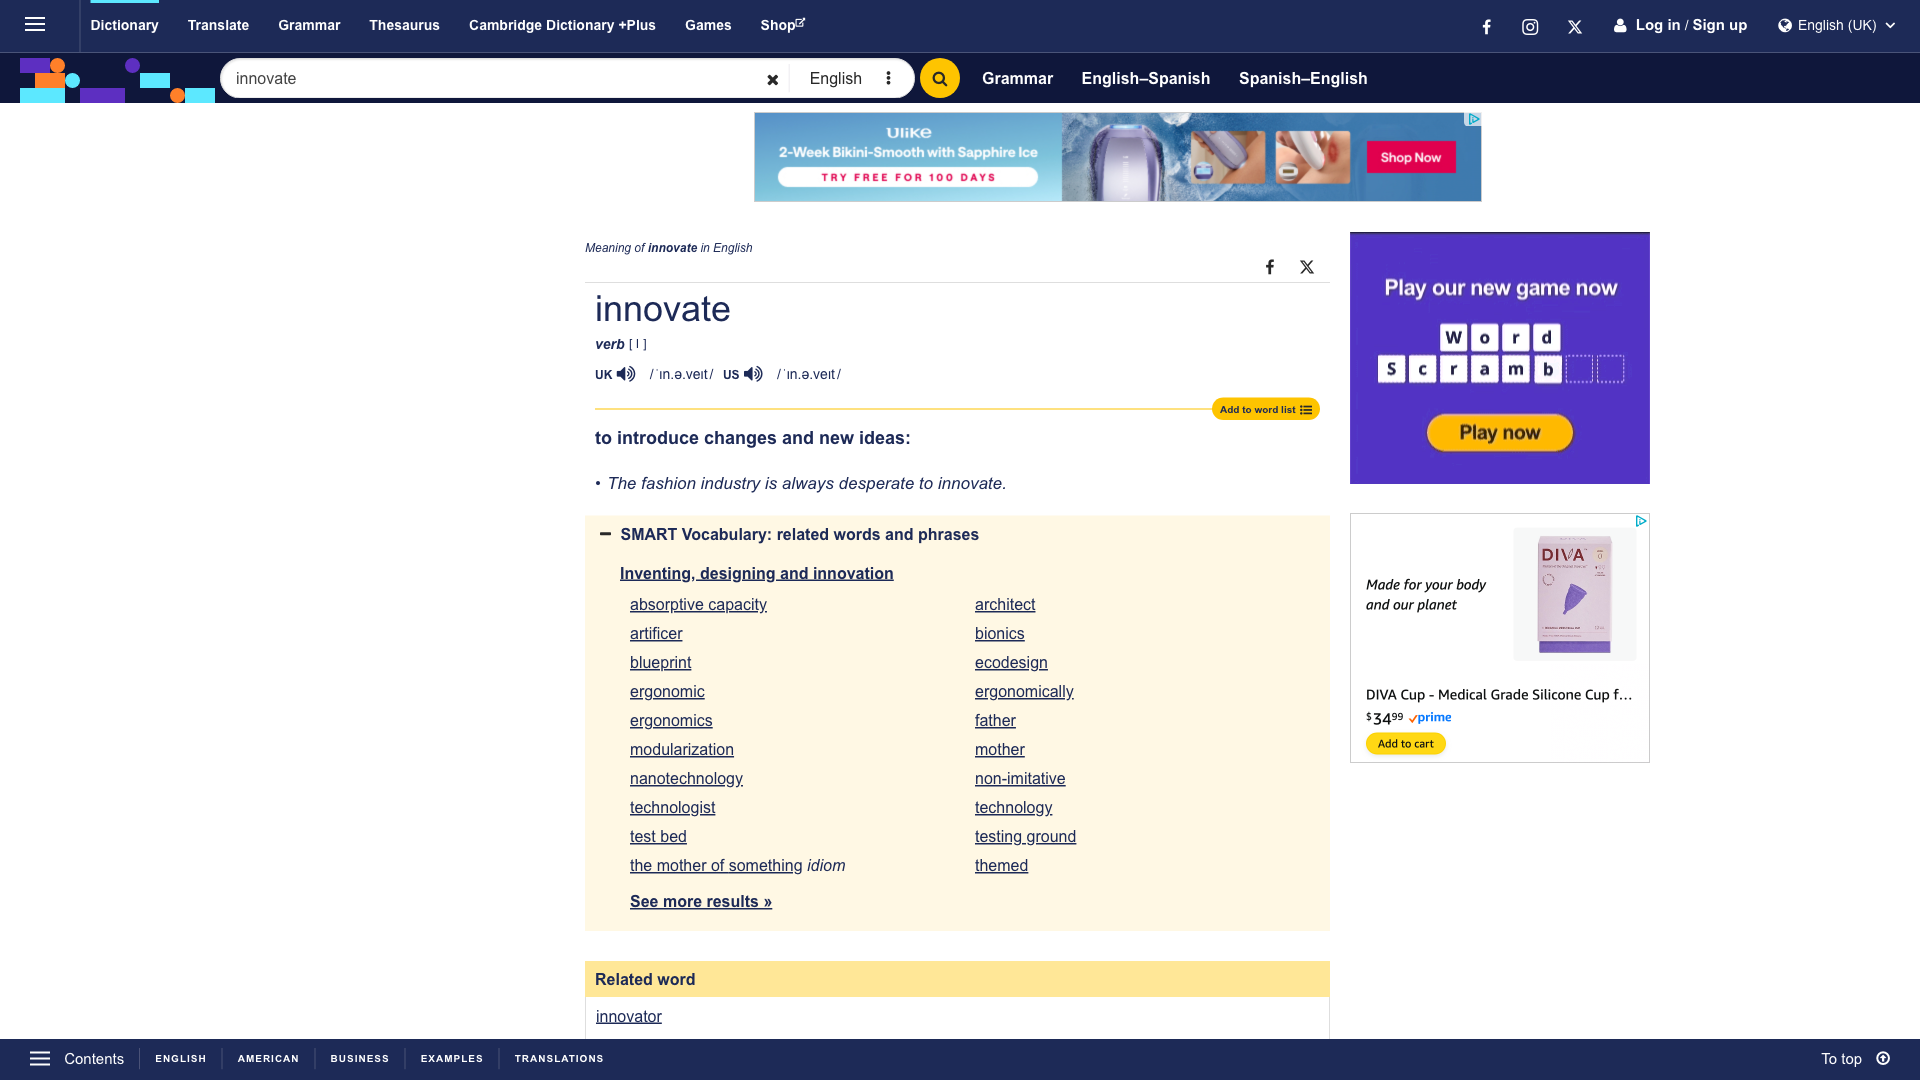 Dictionary Translate Grammar Thesaurus Cambridge Dictionary +Plus Games Shop Log in / Sign up English (UK)
innovate English Grammar English–Spanish Spanish–English
Ulike
2-Week Bikini-Smooth with Sapphire Ice
TRY FREE FOR 100 DAYS
Shop Now
Meaning of innovate in English
innovate
verb [ I ]
UK /ˈɪn.ə.veɪt/ US /ˈɪn.ə.veɪt/
Add to word list
to introduce changes and new ideas:
• The fashion industry is always desperate to innovate.
SMART Vocabulary: related words and phrases
Inventing, designing and innovation
absorptive capacity architect
artificer bionics
blueprint ecodesign
ergonomic ergonomically
ergonomics father
modularization mother
nanotechnology non-imitative
technologist technology
test bed testing ground
the mother of something idiom themed
See more results »
Related word
innovator
Play our new game now
Word
Scramb
Play now
Made for your body
and our planet
DIVA
DIVA Cup - Medical Grade Silicone Cup f...
$34.99 prime
Add to cart
Contents ENGLISH AMERICAN BUSINESS EXAMPLES TRANSLATIONS To top